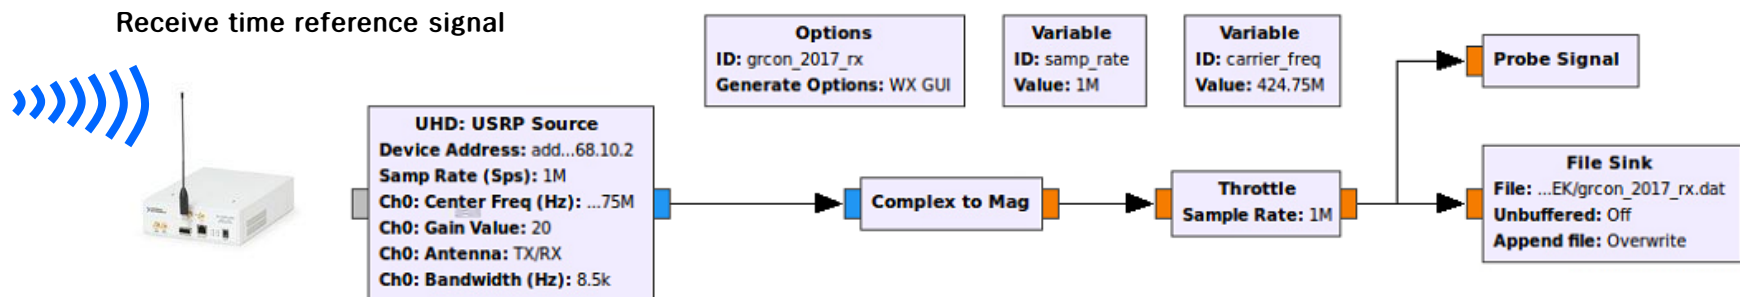 Receive time reference signal
Options
ID: grcon_2017_rx
Generate Options: WX GUI
Variable
ID: samp_rate
Value: 1M
Variable
ID: carrier_freq
Value: 424.75M
Probe Signal
UHD: USRP Source
Device Address: add...68.10.2
Samp Rate (Sps): 1M
Ch0: Center Freq (Hz): ...75M
Ch0: Gain Value: 20
Ch0: Antenna: TX/RX
Ch0: Bandwidth (Hz): 8.5k
Complex to Mag
Throttle
Sample Rate: 1M
File Sink
File: ...EK/grcon_2017_rx.dat
Unbuffered: Off
Append file: Overwrite